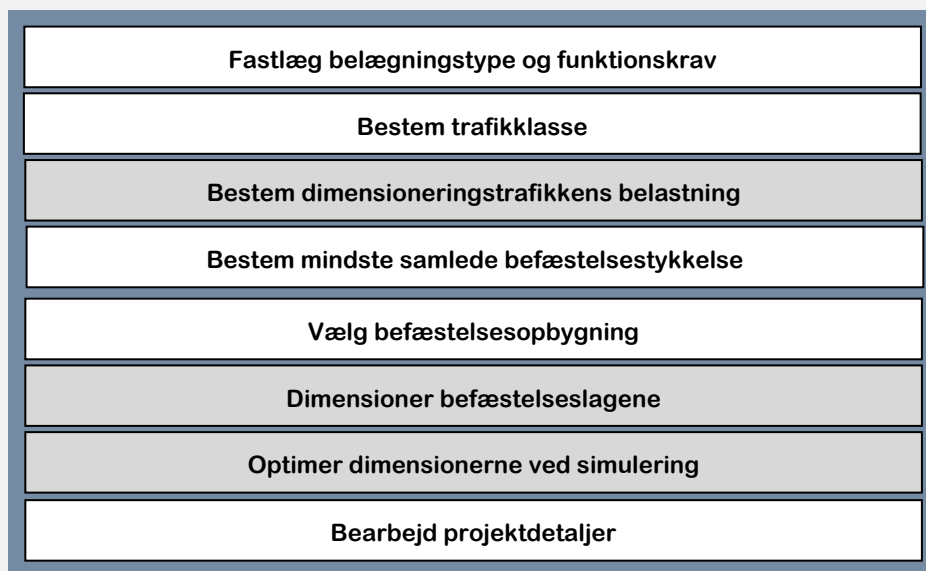 Fastlæg belægningstype og funktionskrav
Bestem trafikklasse
Bestem dimensioneringstrafikkens belastning
Bestem mindste samlede befæstelsestykkelse
Vælg befæstelsesopbygning
Dimensioner befæstelseslagene
Optimer dimensionerne ved simulering
Bearbejd projektdetaljer